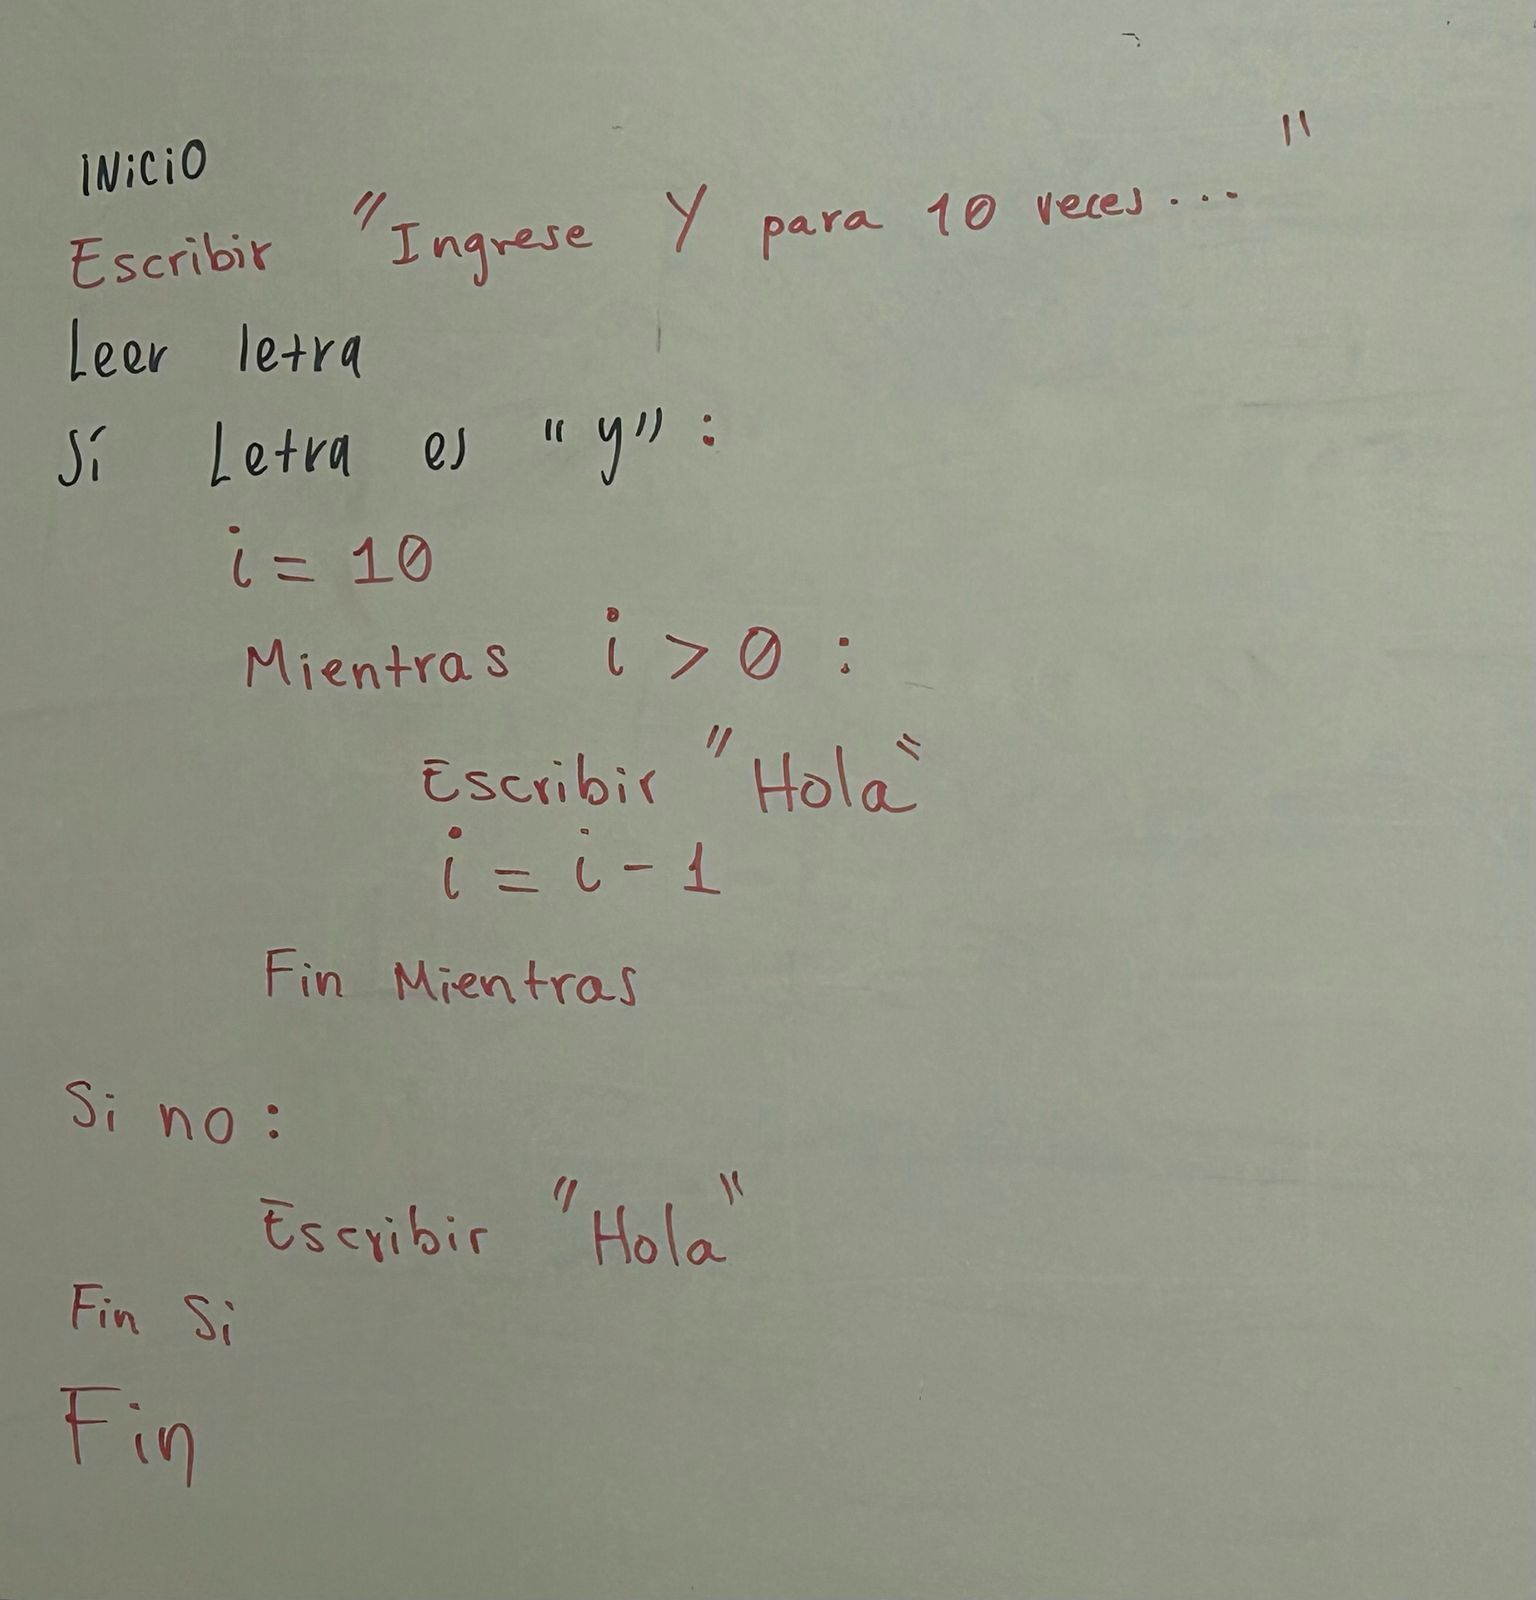 INiCiO
Escribir "Ingrese Y para 10 veces..."
Leer letra
Sí Letra es "y":
i = 10
Mientras i > 0 :
Escribir "Hola"
i = i - 1
Fin Mientras
Si no :
Escribir "Hola"
Fin Si
Fin